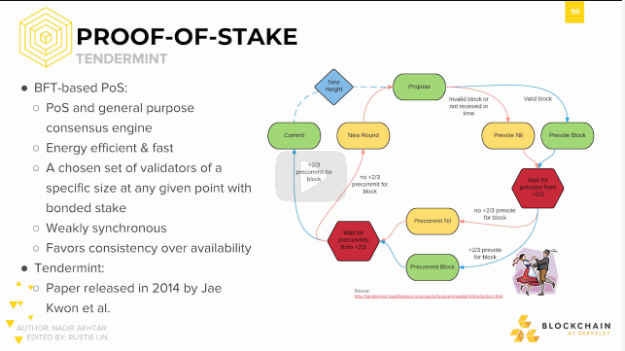 95
PROOF-OF-STAKE
TENDERMINT
● BFT-based PoS:
○ PoS and general purpose
consensus engine
○ Energy efficient & fast
○ A chosen set of validators of a
specific size at any given point with
bonded stake
○ Weakly synchronous
○ Favors consistency over availability
● Tendermint:
○ Paper released in 2014 by Jae
Kwon et al.
AUTHOR: NADIR AKHTAR
EDITED BY: RUSTIE LIN
New
Height
Propose
Invalid block or
not received in
time
Valid block
Commit
New Round
Prevote Nil
Prevote Block
+2/3
precommit for
block
no +2/3
precommit for
block
Wait for
prevotes from
+2/3
no +2/3 prevote
for block
Precommit Nil
Wait for
precommits
from +2/3
+2/3 prevote
for block
Precommit Block
Source:
BLOCKCHAIN
AT BERKELEY